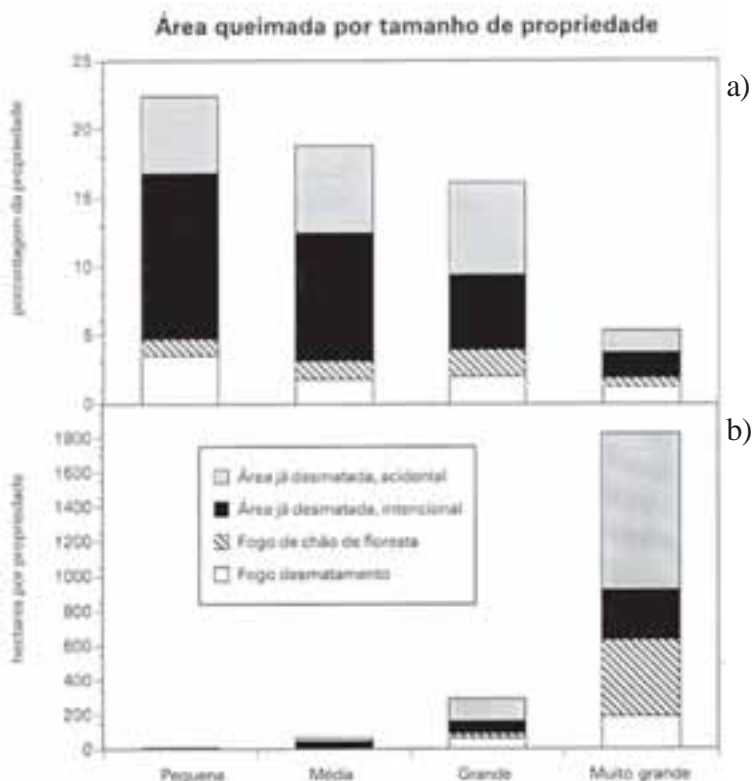 Área queimada por tamanho de propriedade
a)
porcentagem da propriedade
25
20
15
10
5
0
b)
hectares por propriedade
1800
1600
1400
1200
1000
800
600
400
200
0
Área já desmatada, acidental
Área já desmatada, intencional
Fogo de chão de floresta
Fogo desmatamento
Pequena Média Grande Muito grande